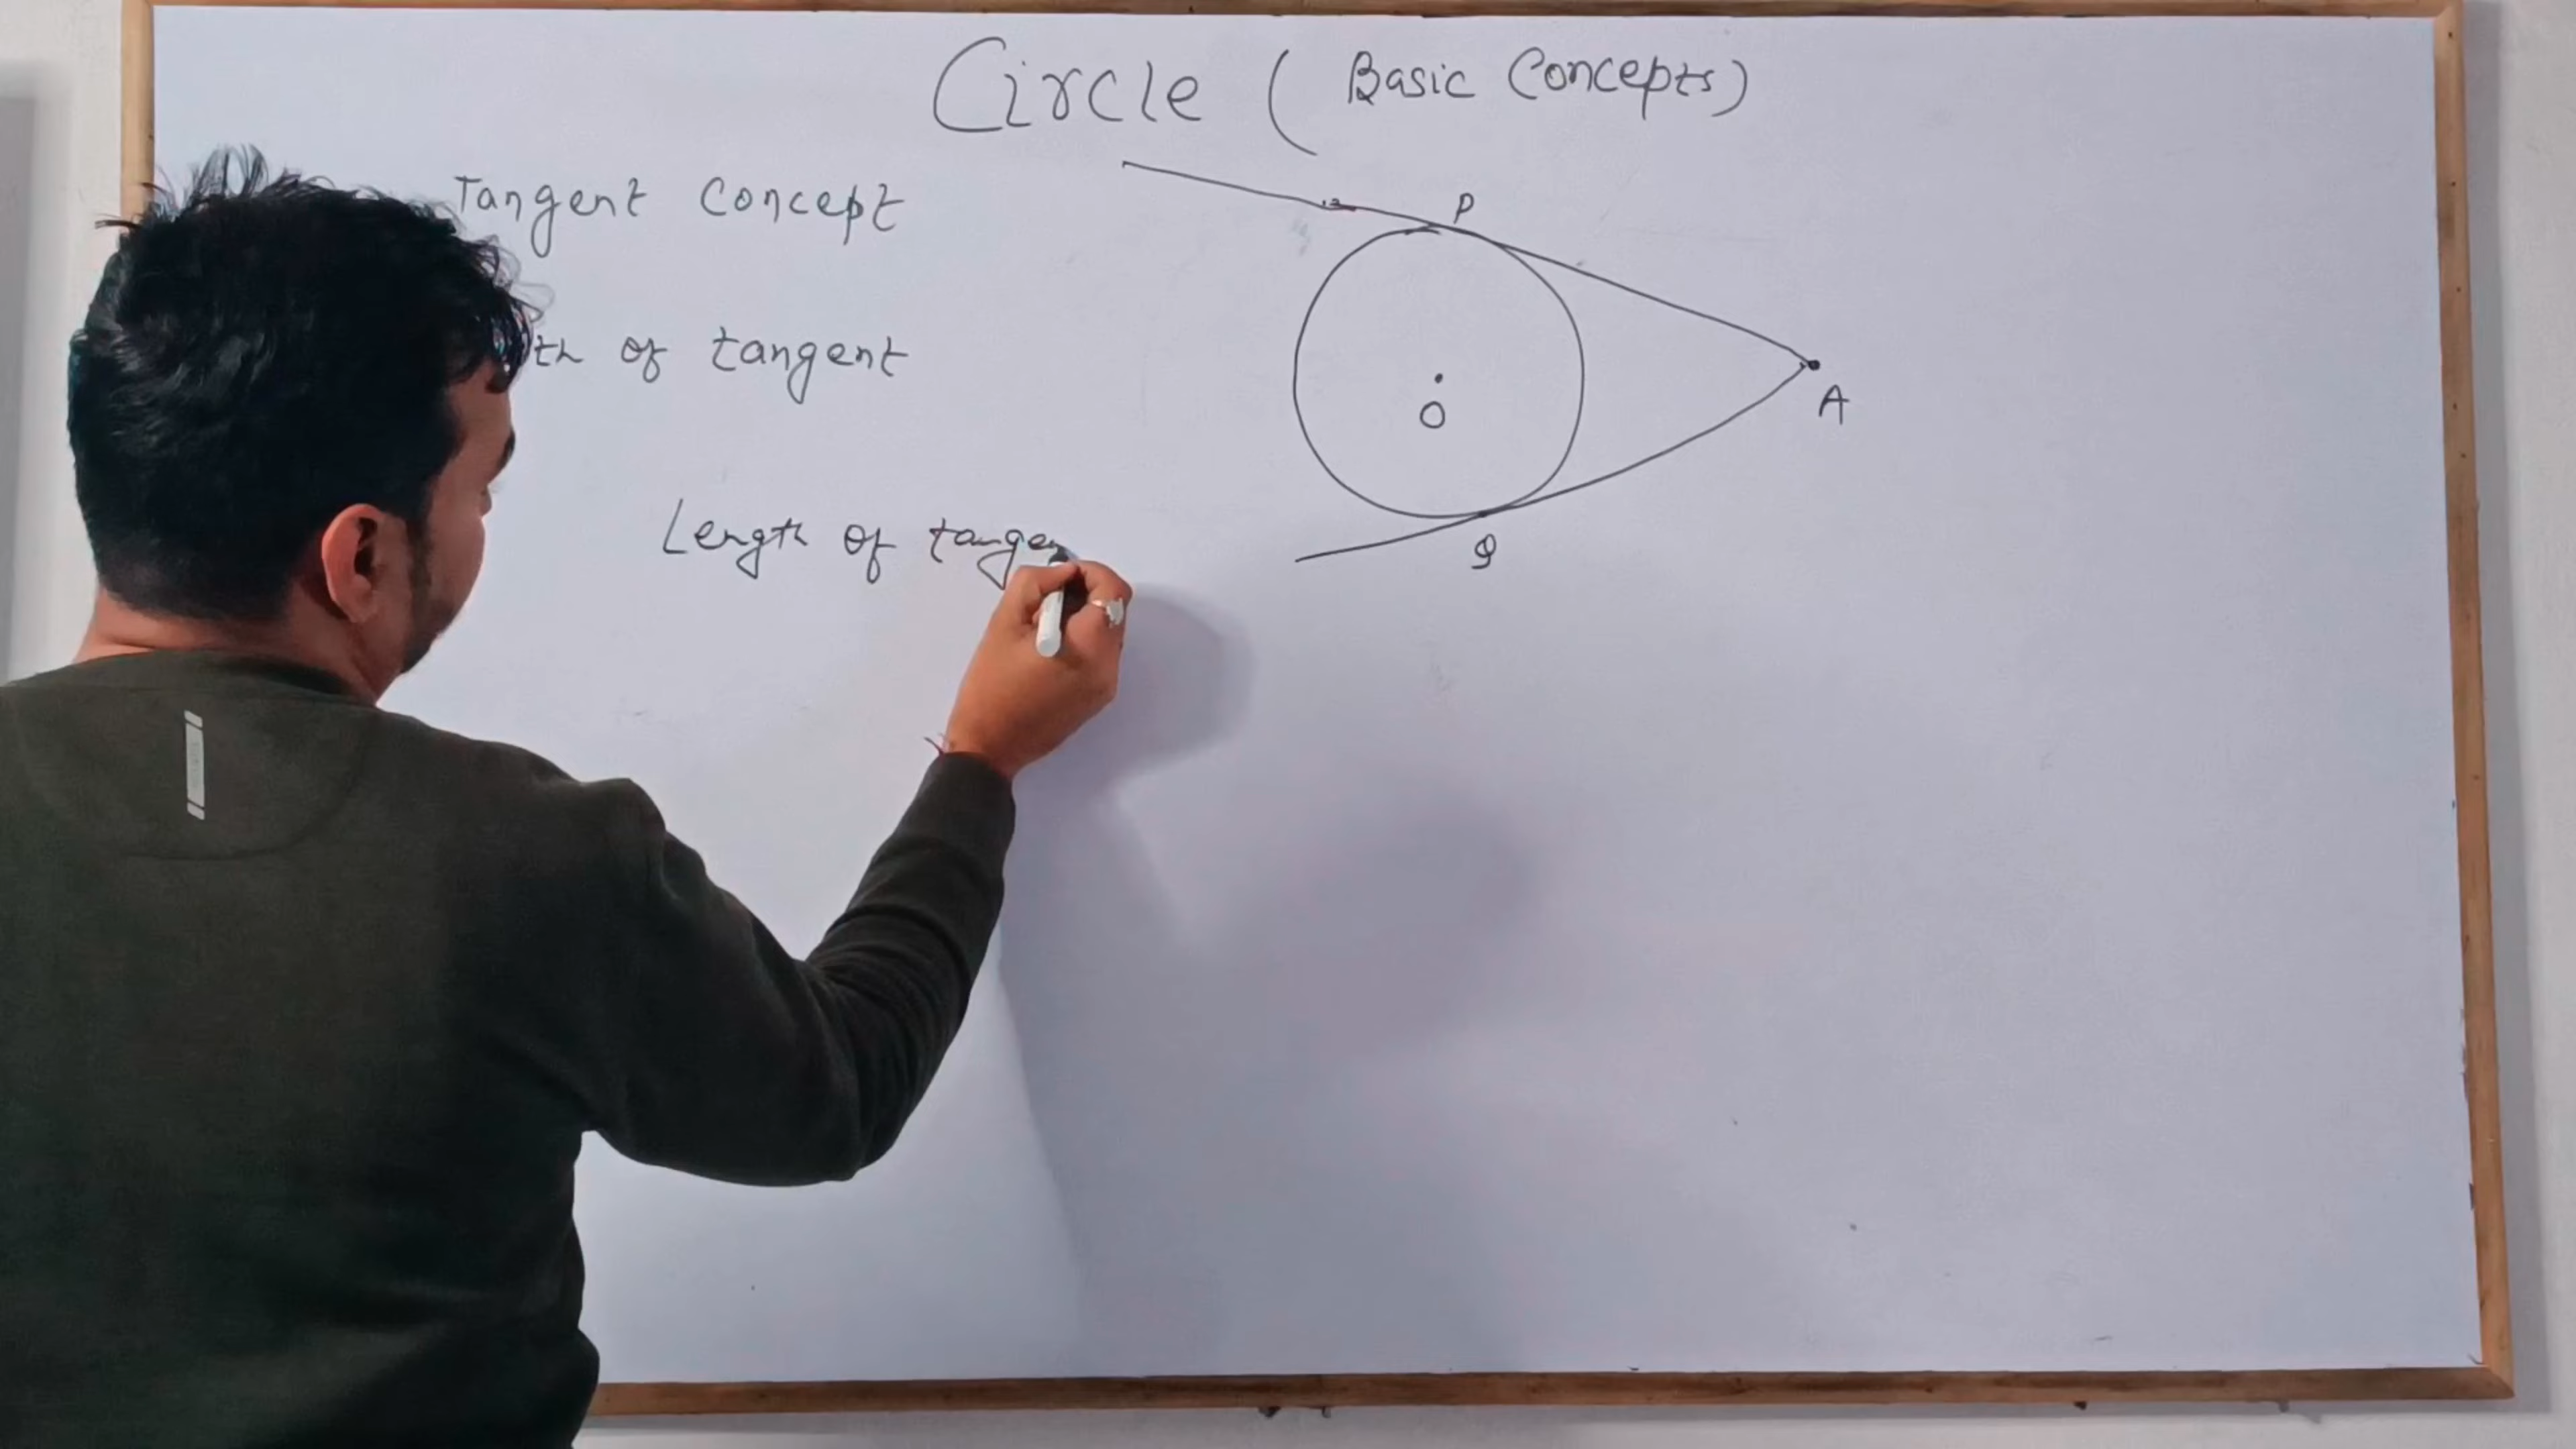 Circle ( Basic Concepts)
Tangent Concept
P
of tangent
A
O
Length of
Q